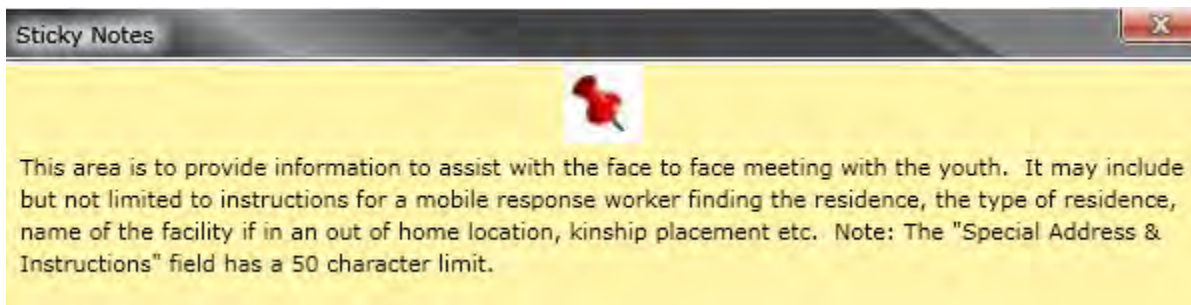 Sticky Notes
This area is to provide information to assist with the face to face meeting with the youth.  It may include
but not limited to instructions for a mobile response worker finding the residence, the type of residence,
name of the facility if in an out of home location, kinship placement etc.  Note: The "Special Address &
Instructions" field has a 50 character limit.